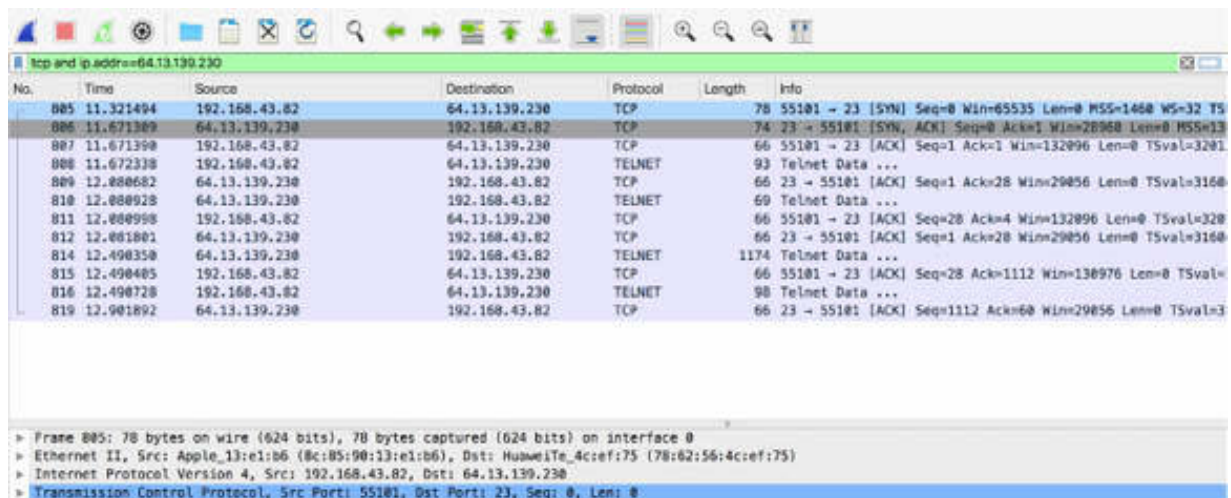 tcp and ip.addr==64.13.139.230
No. Time Source Destination Protocol Length Info
805 11.321494 192.168.43.82 64.13.139.230 TCP 78 55101 → 23 [SYN] Seq=0 Win=65535 Len=0 MSS=1460 WS=32 TS
806 11.671309 64.13.139.230 192.168.43.82 TCP 74 23 → 55101 [SYN, ACK] Seq=0 Ack=1 Win=28960 Len=0 MSS=13
807 11.671390 192.168.43.82 64.13.139.230 TCP 66 55101 → 23 [ACK] Seq=1 Ack=1 Win=132096 Len=0 TSval=3201
808 11.672338 192.168.43.82 64.13.139.230 TELNET 93 Telnet Data ...
809 12.080682 64.13.139.230 192.168.43.82 TCP 66 23 → 55101 [ACK] Seq=1 Ack=28 Win=29056 Len=0 TSval=3160
810 12.080928 64.13.139.230 192.168.43.82 TELNET 69 Telnet Data ...
811 12.080998 192.168.43.82 64.13.139.230 TCP 66 55101 → 23 [ACK] Seq=28 Ack=4 Win=132096 Len=0 TSval=320
812 12.081801 64.13.139.230 192.168.43.82 TCP 66 23 → 55101 [ACK] Seq=1 Ack=28 Win=29056 Len=0 TSval=3160
814 12.490350 64.13.139.230 192.168.43.82 TELNET 1174 Telnet Data ...
815 12.490405 192.168.43.82 64.13.139.230 TCP 66 55101 → 23 [ACK] Seq=28 Ack=1112 Win=130976 Len=0 TSval=
816 12.490728 192.168.43.82 64.13.139.230 TELNET 98 Telnet Data ...
819 12.901892 64.13.139.230 192.168.43.82 TCP 66 23 → 55101 [ACK] Seq=1112 Ack=60 Win=29056 Len=0 TSval=3
Frame 805: 78 bytes on wire (624 bits), 78 bytes captured (624 bits) on interface 0
Ethernet II, Src: Apple_13:e1:b6 (8c:85:90:13:e1:b6), Dst: HuaweiTe_4c:ef:75 (78:62:56:4c:ef:75)
Internet Protocol Version 4, Src: 192.168.43.82, Dst: 64.13.139.230
Transmission Control Protocol, Src Port: 55101, Dst Port: 23, Seq: 0, Len: 0